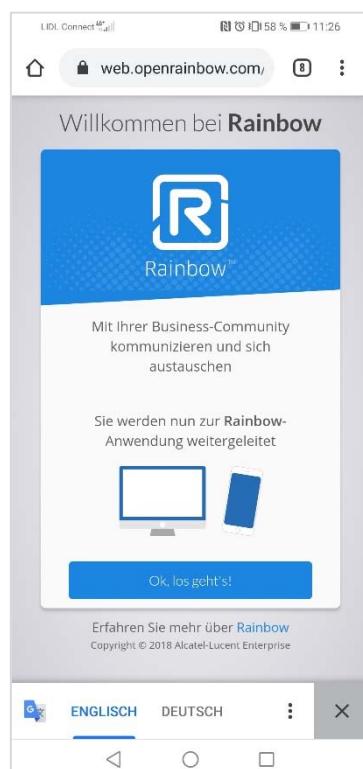 LIDL Connect 58 % 11:26
web.openrainbow.com/ 8
Willkommen bei Rainbow
R
Rainbow™
Mit Ihrer Business-Community
kommunizieren und sich
austauschen
Sie werden nun zur Rainbow-
Anwendung weitergeleitet
Ok, los geht's!
Erfahren Sie mehr über Rainbow
Copyright © 2018 Alcatel-Lucent Enterprise
ENGLISCH DEUTSCH